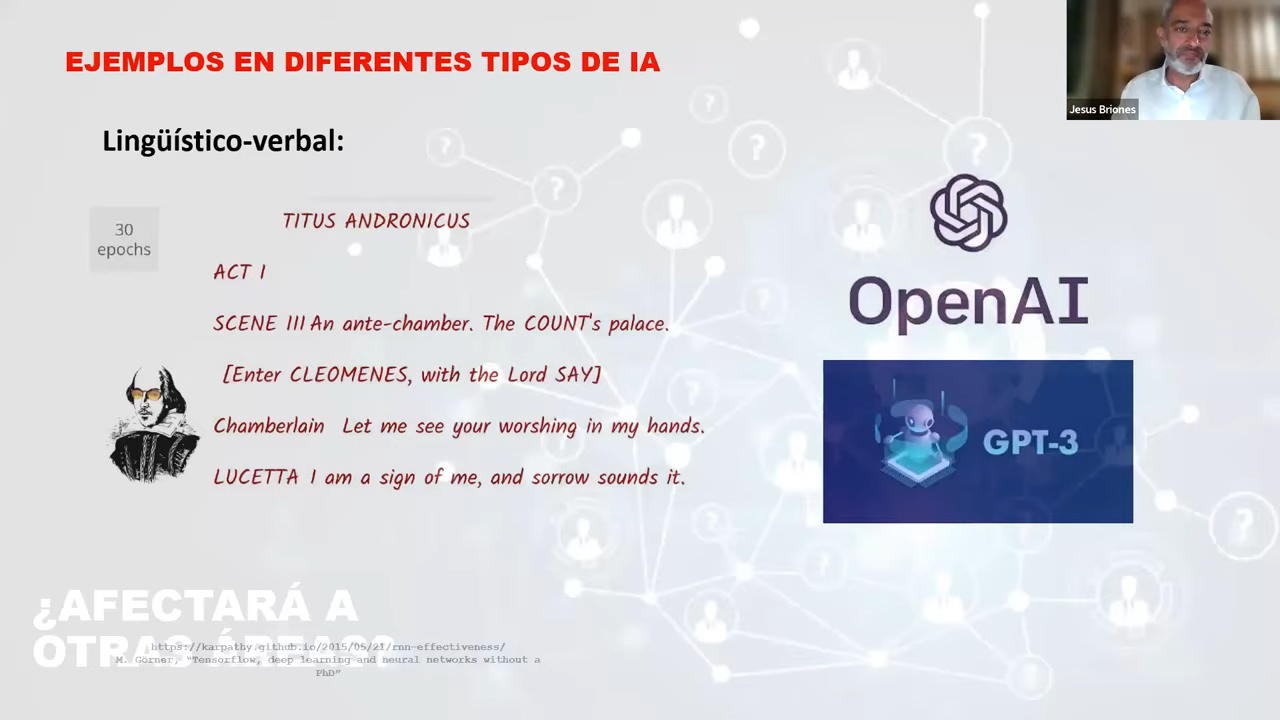 EJEMPLOS EN DIFERENTES TIPOS DE IA
Jesus Briones
Lingüístico-verbal:
30
epochs
TITUS ANDRONICUS
ACT I
SCENE III An ante-chamber. The COUNT's palace.
[Enter CLEOMENES, with the Lord SAY]
Chamberlain Let me see your worshing in my hands.
LUCETTA I am a sign of me, and sorrow sounds it.
OpenAI
GPT-3
¿AFECTARÁ A
OTRAS ÁREAS?
https://karpathy.github.io/2015/05/21/rnn-effectiveness/
M. Görner, "Tensorflow, deep learning and neural networks without a
PhD"